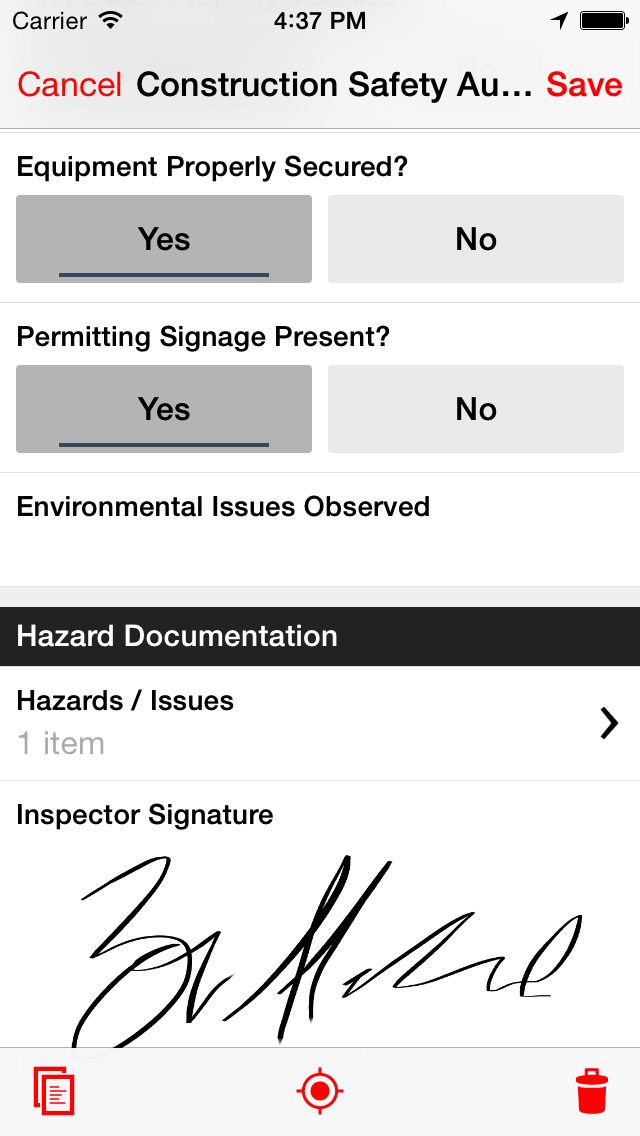 Carrier 4:37 PM
Cancel Construction Safety Au... Save
Equipment Properly Secured?
Yes No
Permitting Signage Present?
Yes No
Environmental Issues Observed
Hazard Documentation
Hazards / Issues
1 item
Inspector Signature